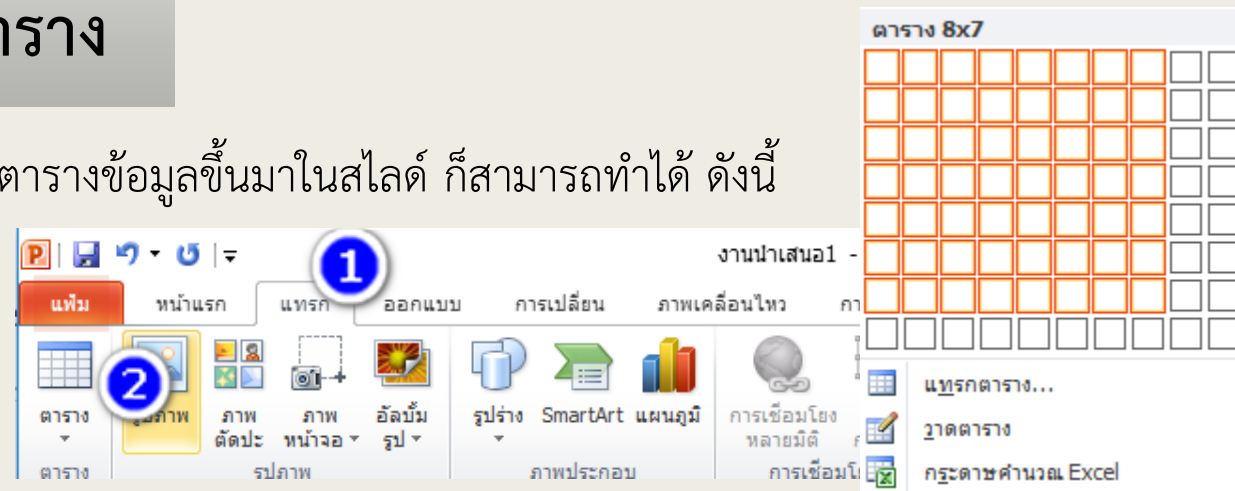 ตาราง 8x7
ตารางข้อมูลขึ้นมาในสไลด์ ก็สามารถทำได้ ดังนี้
1
งานนำเสนอ1 -
แฟ้ม หน้าแรก แทรก ออกแบบ การเปลี่ยน ภาพเคลื่อนไหว
2
ตาราง รูปภาพ ภาพตัดปะ ภาพหน้าจอ อัลบั้มรูป รูปร่าง SmartArt แผนภูมิ การเชื่อมโยงหลายมิติ
ตาราง รูปภาพ ภาพประกอบ
แทรกตาราง...
วาดตาราง
กระดาษคำนวณ Excel